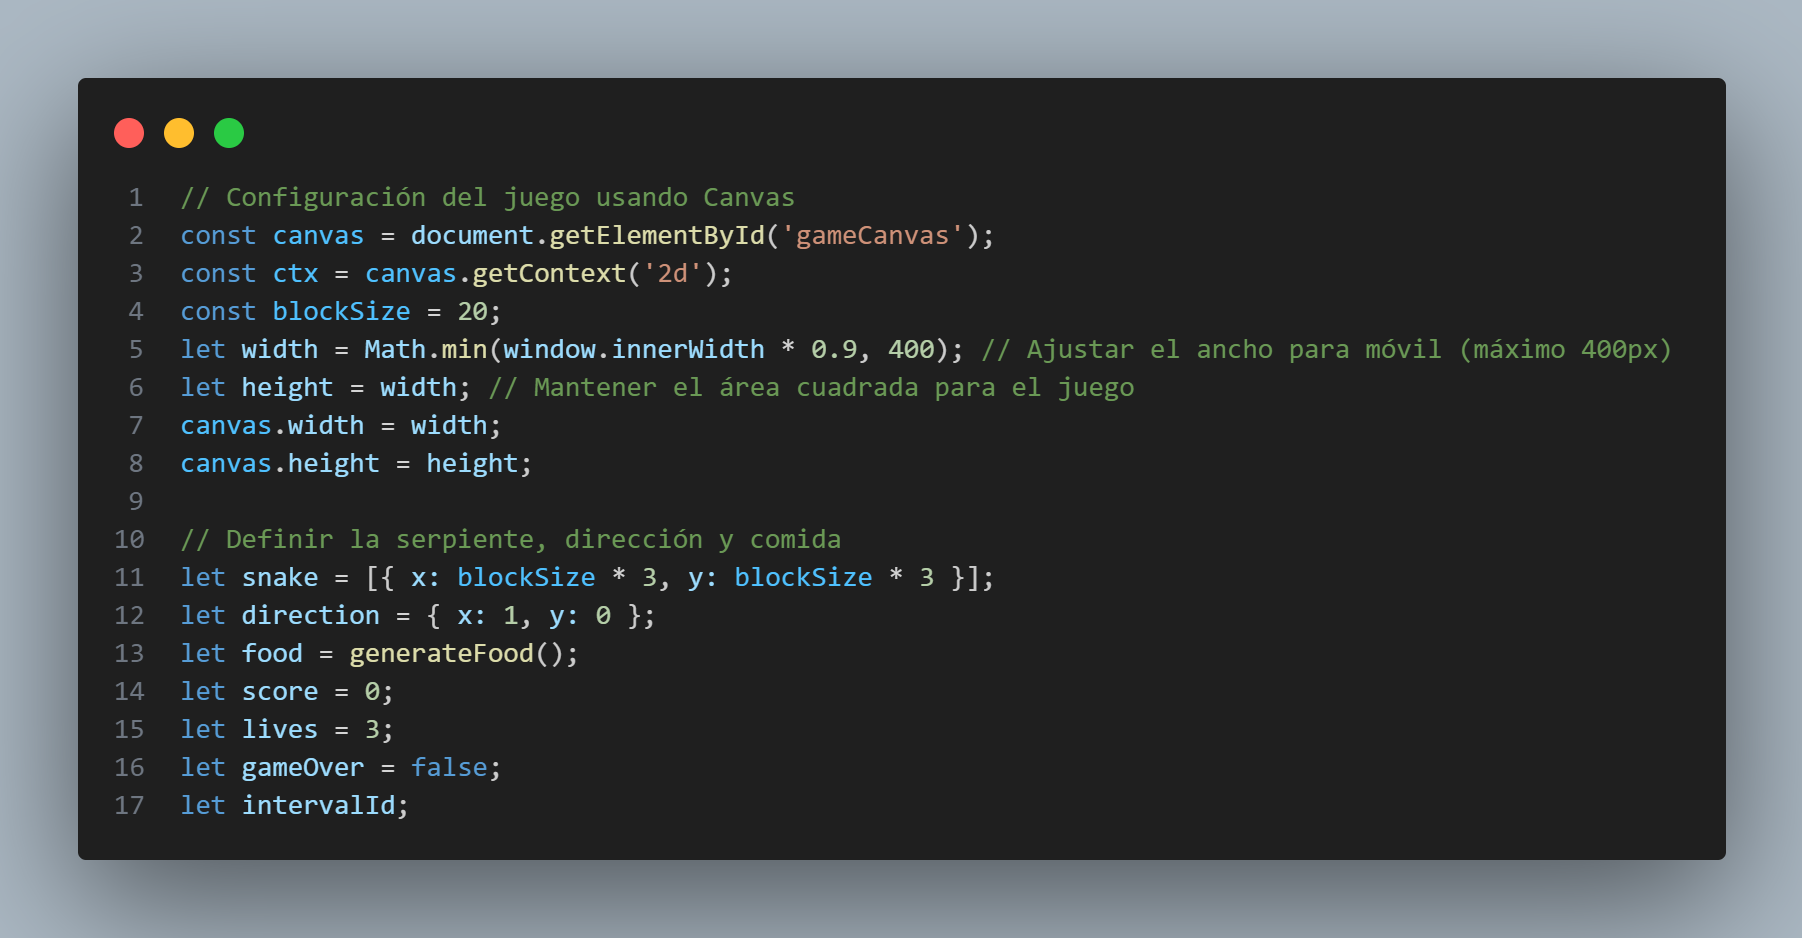 1 // Configuración del juego usando Canvas
2 const canvas = document.getElementById('gameCanvas');
3 const ctx = canvas.getContext('2d');
4 const blockSize = 20;
5 let width = Math.min(window.innerWidth * 0.9, 400); // Ajustar el ancho para móvil (máximo 400px)
6 let height = width; // Mantener el área cuadrada para el juego
7 canvas.width = width;
8 canvas.height = height;
9
10 // Definir la serpiente, dirección y comida
11 let snake = [{ x: blockSize * 3, y: blockSize * 3 }];
12 let direction = { x: 1, y: 0 };
13 let food = generateFood();
14 let score = 0;
15 let lives = 3;
16 let gameOver = false;
17 let intervalId;